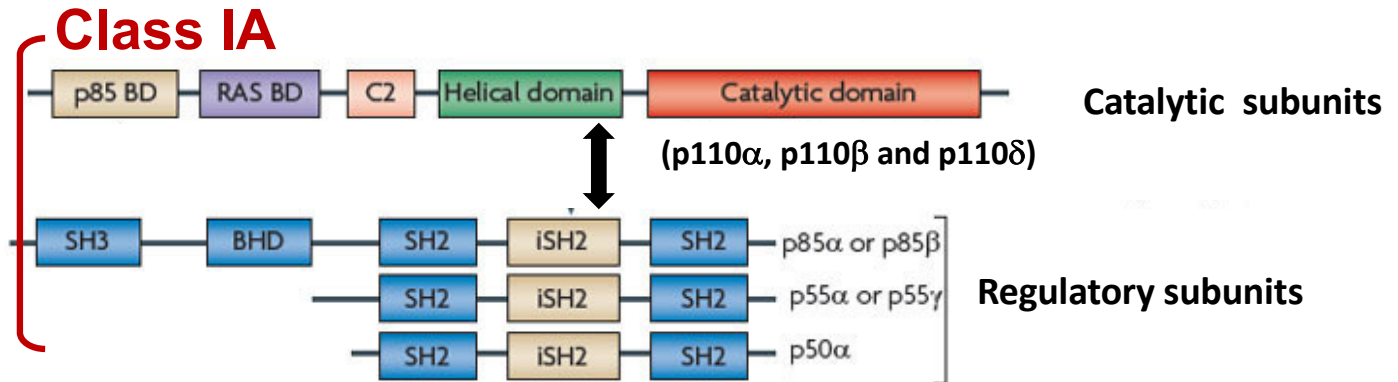 Class IA
p85 BD RAS BD C2 Helical domain Catalytic domain
Catalytic subunits
(p110α, p110β and p110δ)
SH3 BHD SH2 iSH2 SH2 p85α or p85β
SH2 iSH2 SH2 p55α or p55γ
Regulatory subunits
SH2 iSH2 SH2 p50α